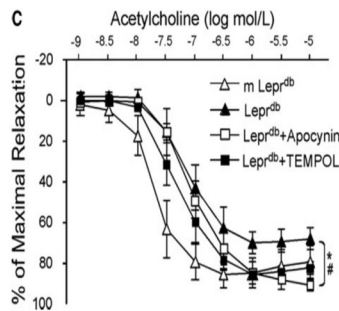 C
Acetylcholine (log mol/L)
-9 -8.5 -8 -7.5 -7 -6.5 -6 -5.5 -5
-20
0
20
40
60
80
100
% of Maximal Relaxation
m Lepr^db
Lepr^db
Lepr^db+Apocynin
Lepr^db+TEMPOL
*
#